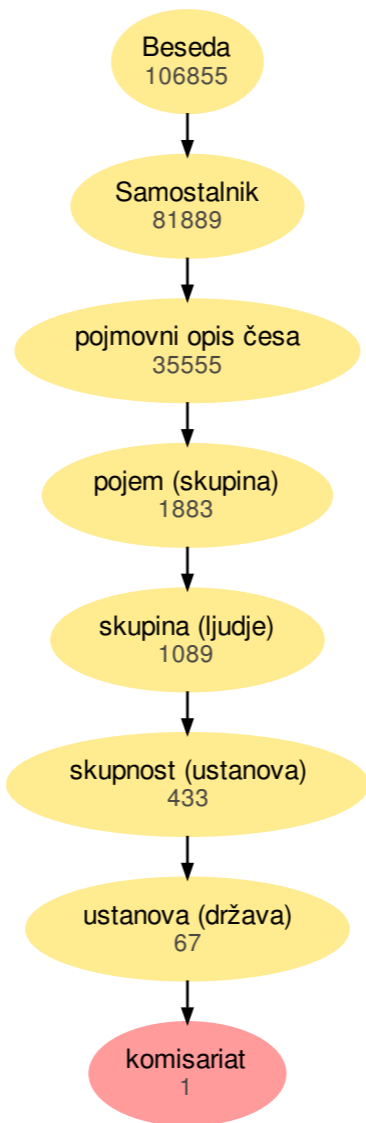 Beseda
106855
Samostalnik
81889
pojmovni opis česa
35555
pojem (skupina)
1883
skupina (ljudje)
1089
skupnost (ustanova)
433
ustanova (država)
67
komisariat
1